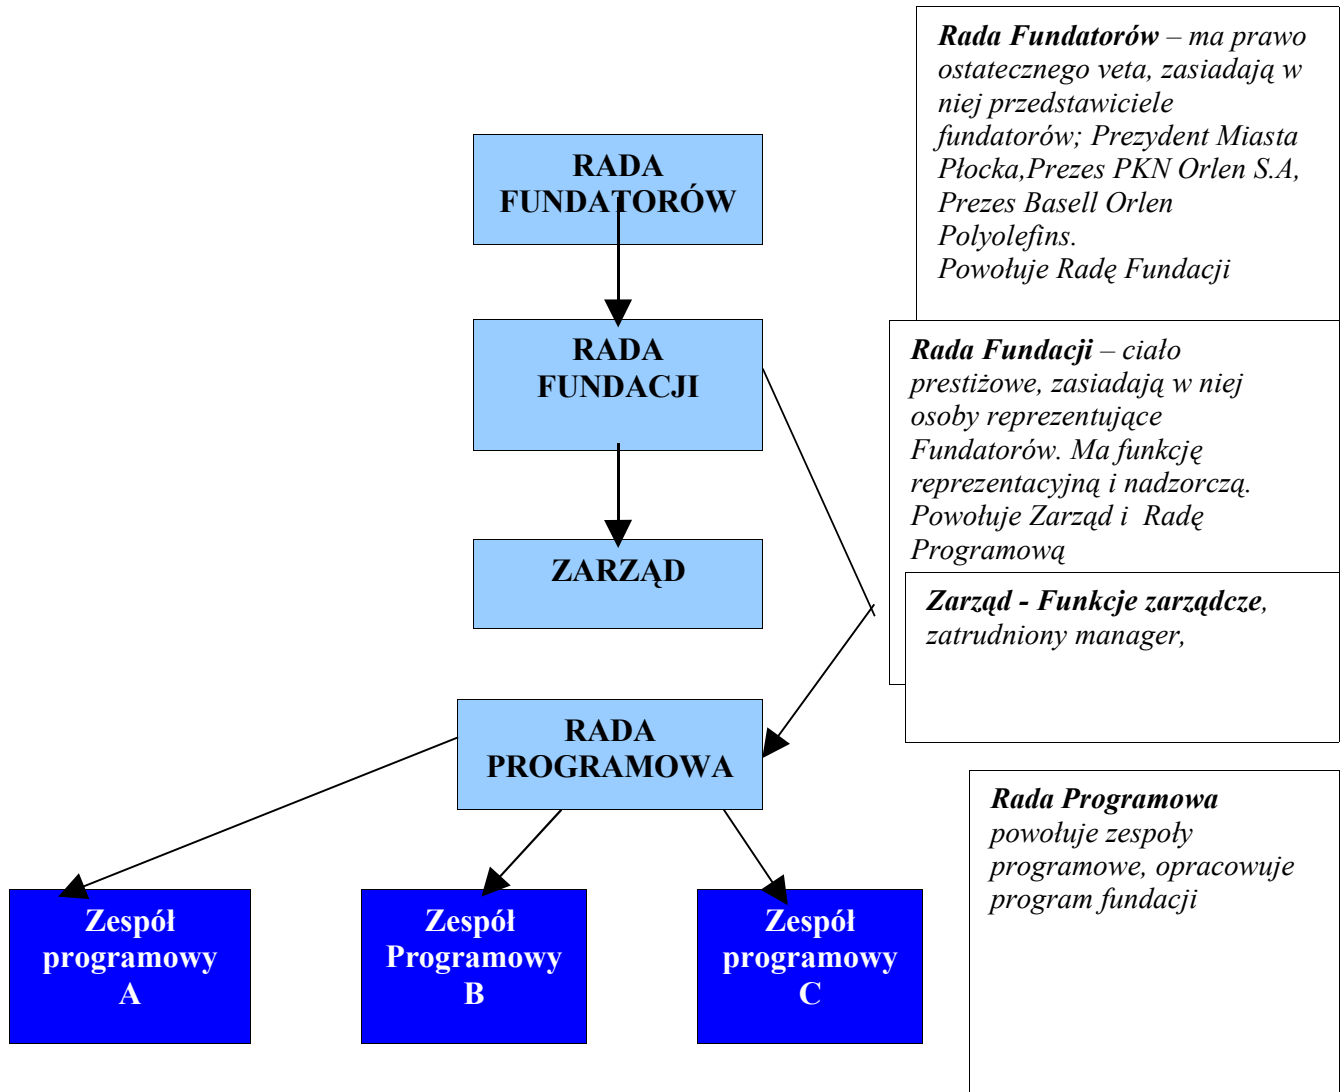 RADA
FUNDATORÓW
RADA
FUNDACJI
ZARZĄD
RADA
PROGRAMOWA
Zespół
programowy
A
Zespół
Programowy
B
Zespół
programowy
C
Rada Fundatorów – ma prawo
ostatecznego veta, zasiadają w
niej przedstawiciele
fundatorów; Prezydent Miasta
Płocka,Prezes PKN Orlen S.A,
Prezes Basell Orlen
Polyolefins.
Powołuje Radę Fundacji
Rada Fundacji – ciało
prestiżowe, zasiadają w niej
osoby reprezentujące
Fundatorów. Ma funkcję
reprezentacyjną i nadzorczą.
Powołuje Zarząd i Radę
Programową
Zarząd - Funkcje zarządcze,
zatrudniony manager,
Rada Programowa
powołuje zespoły
programowe, opracowuje
program fundacji